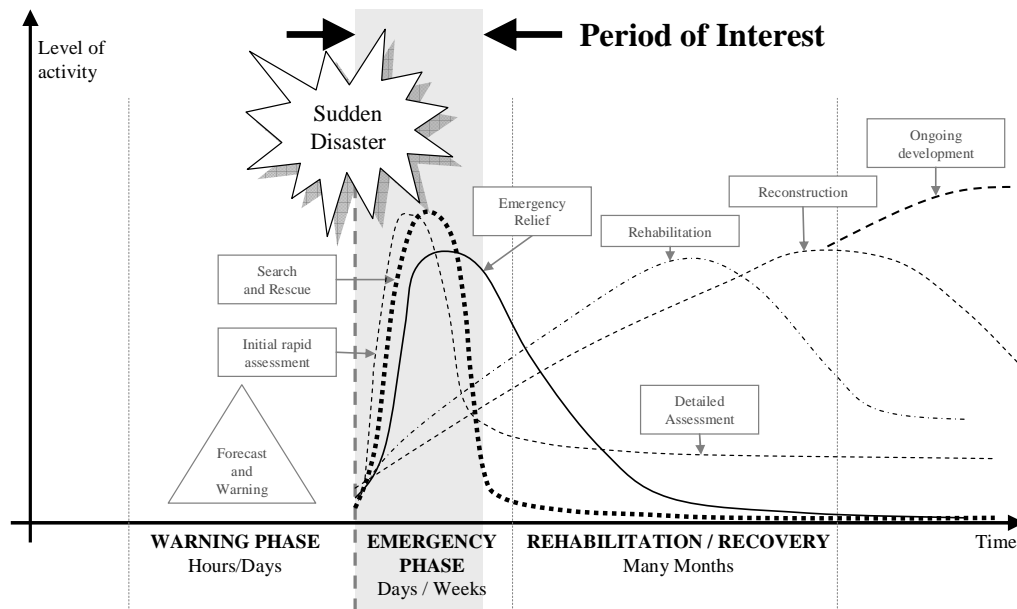 Period of Interest
Level of
activity
Sudden
Disaster
Ongoing
development
Reconstruction
Emergency
Relief
Rehabilitation
Search
and Rescue
Initial rapid
assessment
Detailed
Assessment
Forecast
and
Warning
WARNING PHASE
Hours/Days
EMERGENCY
PHASE
Days / Weeks
REHABILITATION / RECOVERY
Many Months
Time